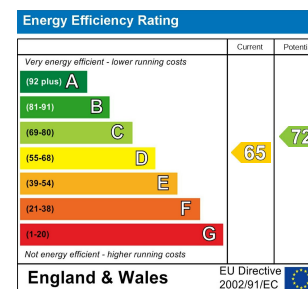 Energy Efficiency Rating
Current Potenti
Very energy efficient - lower running costs
(92 plus) A
(81-91) B
(69-80) C
72
(55-68) D
65
(39-54) E
(21-38) F
(1-20) G
Not energy efficient - higher running costs
England & Wales
EU Directive
2002/91/EC